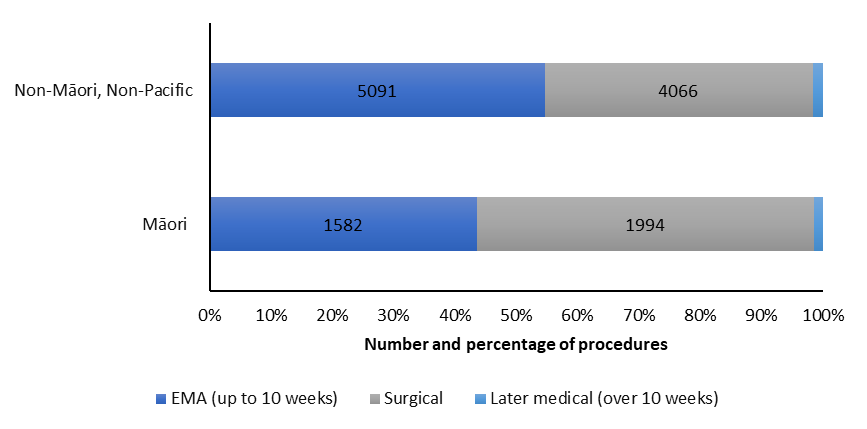 Non-Māori, Non-Pacific
5091 4066
Māori
1582 1994
0% 10% 20% 30% 40% 50% 60% 70% 80% 90% 100%
Number and percentage of procedures
EMA (up to 10 weeks) Surgical Later medical (over 10 weeks)